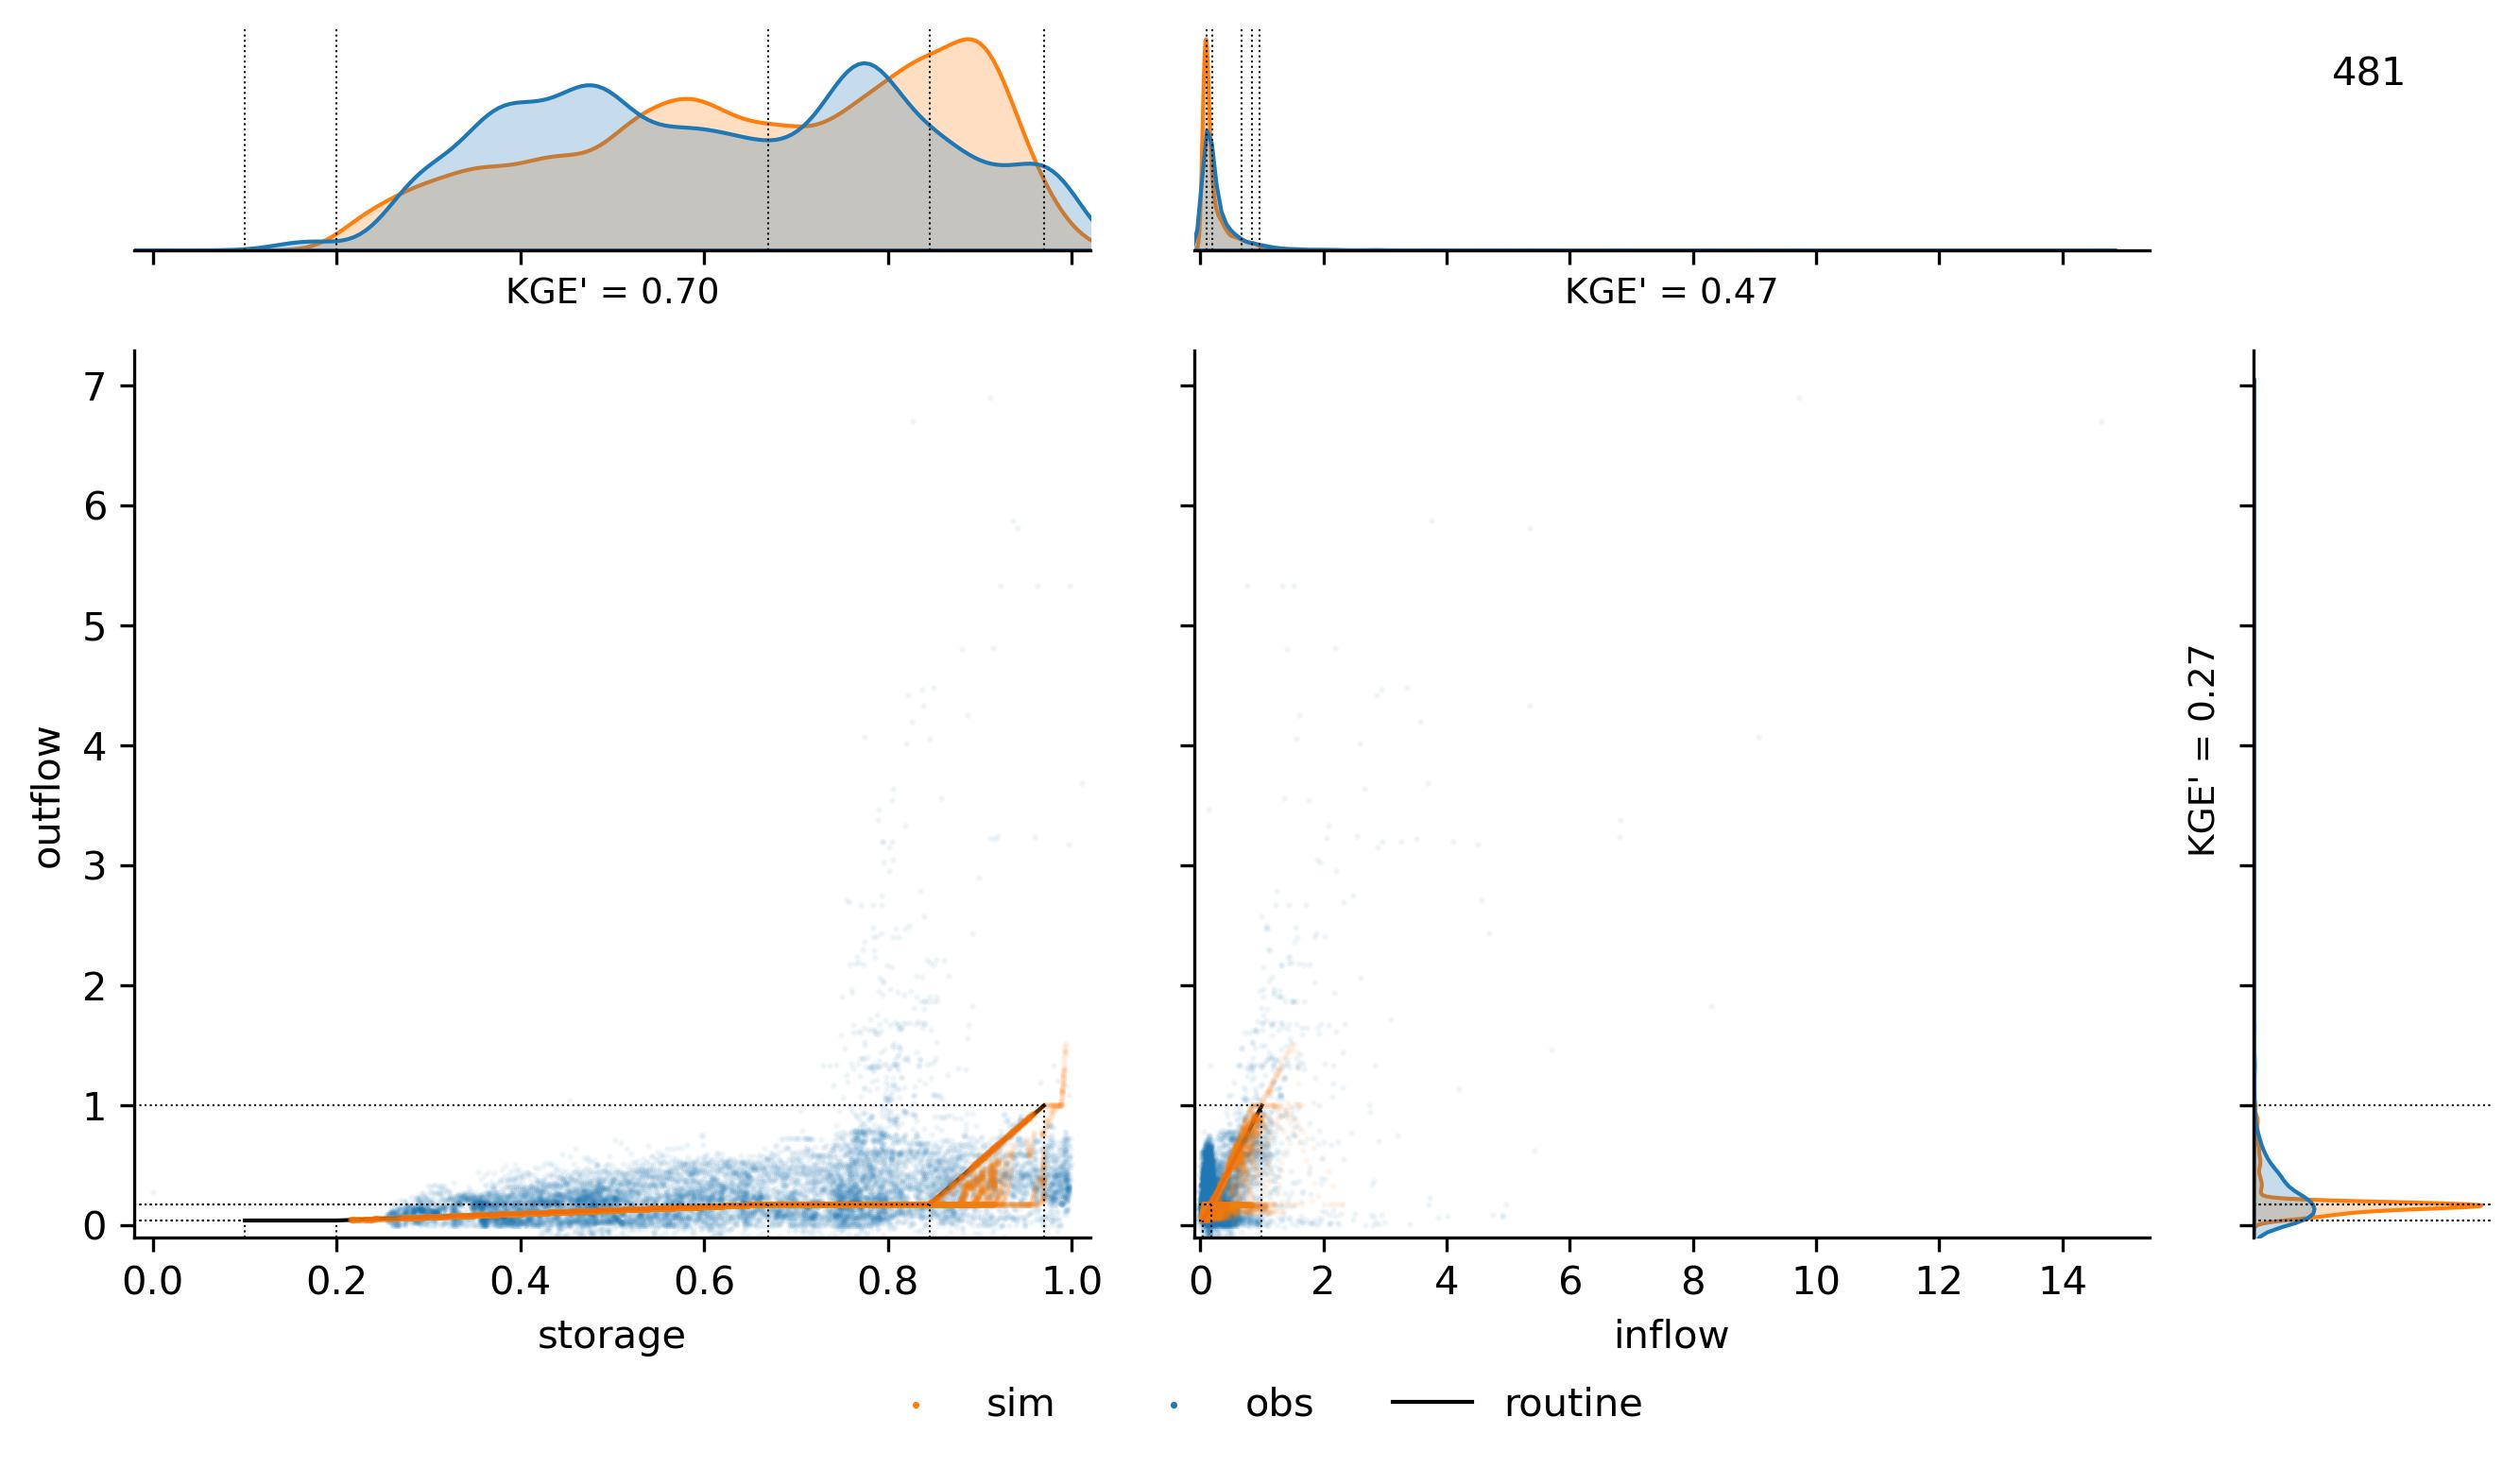 481
KGE' = 0.70
KGE' = 0.47
7
6
5
4
3
2
1
0
outflow
KGE' = 0.27
0.0 0.2 0.4 0.6 0.8 1.0
0 2 4 6 8 10 12 14
storage
inflow
sim obs routine